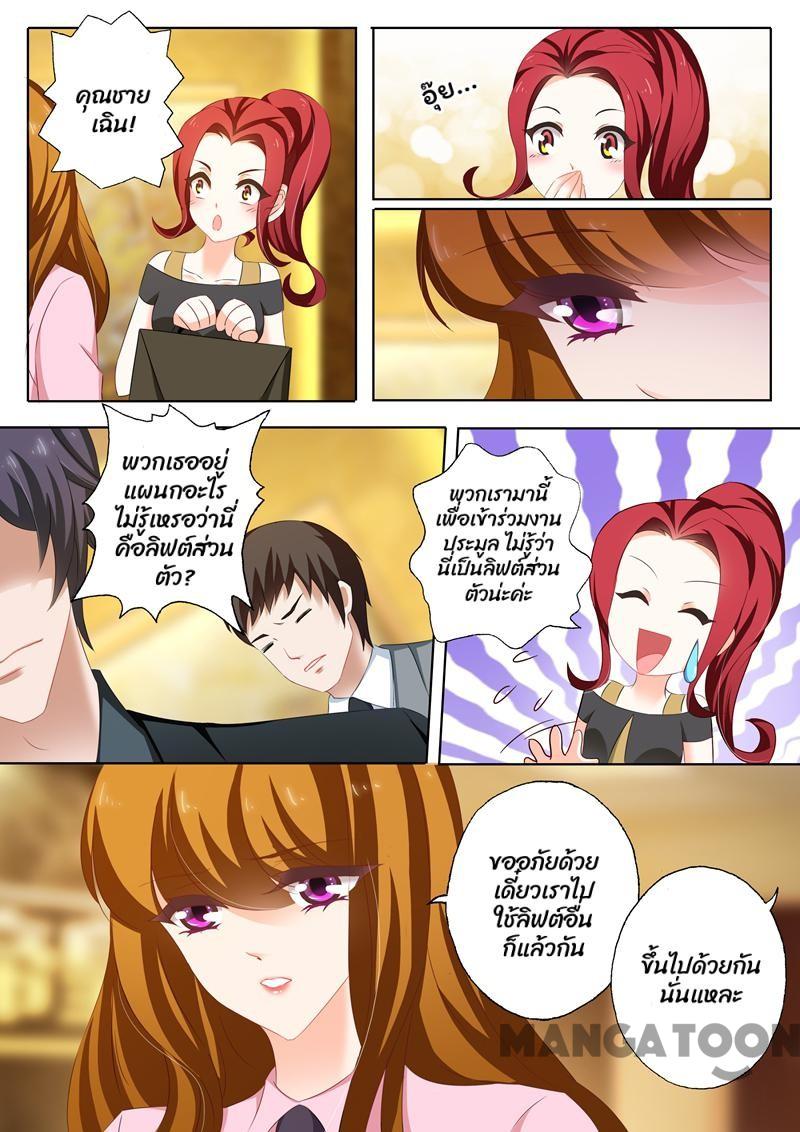 คุณชาย
เฉิน!
อุ๊ย...
พวกเธออยู่
แผนกอะไร
ไม่รู้เหรอว่านี่
คือลิฟต์ส่วน
ตัว?
พวกเรามานี้
เพื่อเข้าร่วมงาน
ประมูล ไม่รู้ว่า
นี่เป็นลิฟต์ส่วน
ตัวน่ะค่ะ
ขออภัยด้วย
เดี๋ยวเราไป
ใช้ลิฟต์อื่น
ก็แล้วกัน
ขึ้นไปด้วยกัน
นั่นแหละ
MANGATOON